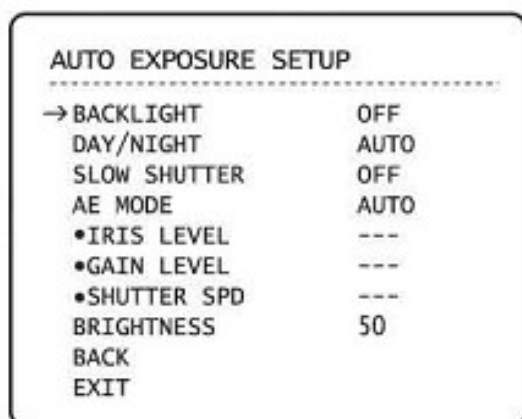 AUTO EXPOSURE SETUP
→BACKLIGHT OFF
DAY/NIGHT AUTO
SLOW SHUTTER OFF
AE MODE AUTO
•IRIS LEVEL ---
•GAIN LEVEL ---
•SHUTTER SPD ---
BRIGHTNESS 50
BACK
EXIT